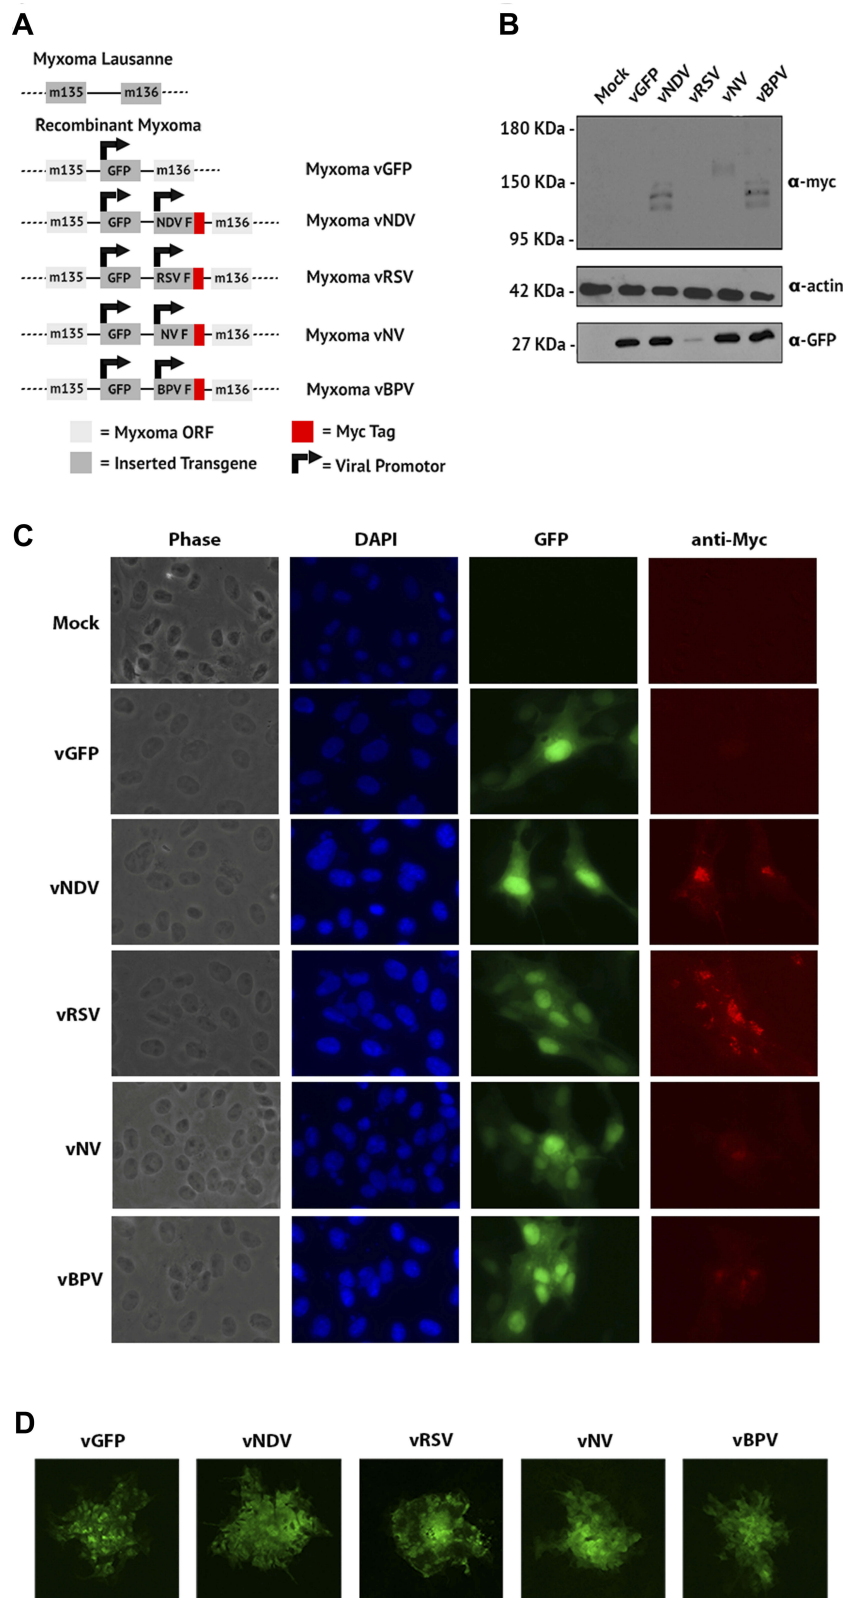 A
Myxoma Lausanne
m135 m136
Recombinant Myxoma
m135 GFP m136 Myxoma vGFP
m135 GFP NDV F m136 Myxoma vNDV
m135 GFP RSV F m136 Myxoma vRSV
m135 GFP NV F m136 Myxoma vNV
m135 GFP BPV F m136 Myxoma vBPV
= Myxoma ORF = Myc Tag
= Inserted Transgene = Viral Promotor
B
Mock vGFP vNDV vRSV vNV vBPV
180 KDa -
150 KDa - α-myc
95 KDa -
42 KDa - α-actin
27 KDa - α-GFP
C
Phase DAPI GFP anti-Myc
Mock
vGFP
vNDV
vRSV
vNV
vBPV
D
vGFP vNDV vRSV vNV vBPV